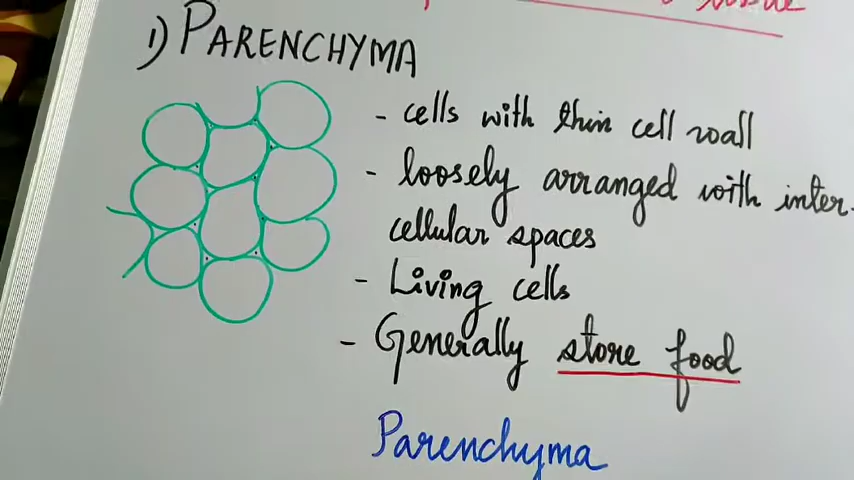 tissue
1) PARENCHYMA
- cells with thin cell wall
- loosely arranged with inter-
cellular spaces
- Living cells
- Generally store food
Parenchyma